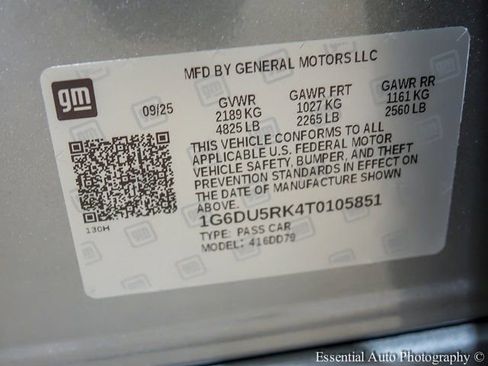 gm
MFD BY GENERAL MOTORS LLC
09/25 GVWR GAWR FRT GAWR RR
2189 KG 1027 KG 1161 KG
4825 LB 2265 LB 2560 LB
THIS VEHICLE CONFORMS TO ALL
APPLICABLE U.S. FEDERAL MOTOR
VEHICLE SAFETY, BUMPER, AND THEFT
PREVENTION STANDARDS IN EFFECT ON
THE DATE OF MANUFACTURE SHOWN
ABOVE.
130H
1G6DU5RK4T0105851
TYPE: PASS CAR
MODEL: 416DD79
Essential Auto Photography ©